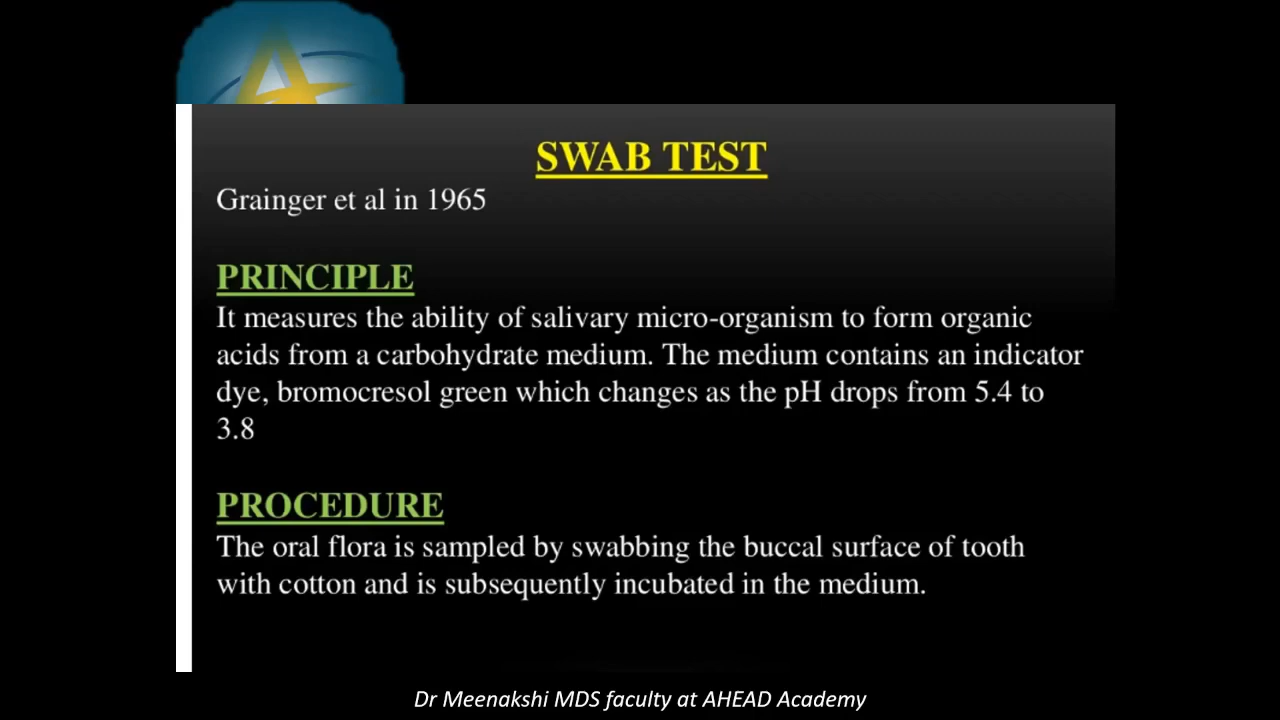 SWAB TEST
Grainger et al in 1965
PRINCIPLE
It measures the ability of salivary micro-organism to form organic
acids from a carbohydrate medium. The medium contains an indicator
dye, bromocresol green which changes as the pH drops from 5.4 to
3.8
PROCEDURE
The oral flora is sampled by swabbing the buccal surface of tooth
with cotton and is subsequently incubated in the medium.
Dr Meenakshi MDS faculty at AHEAD Academy